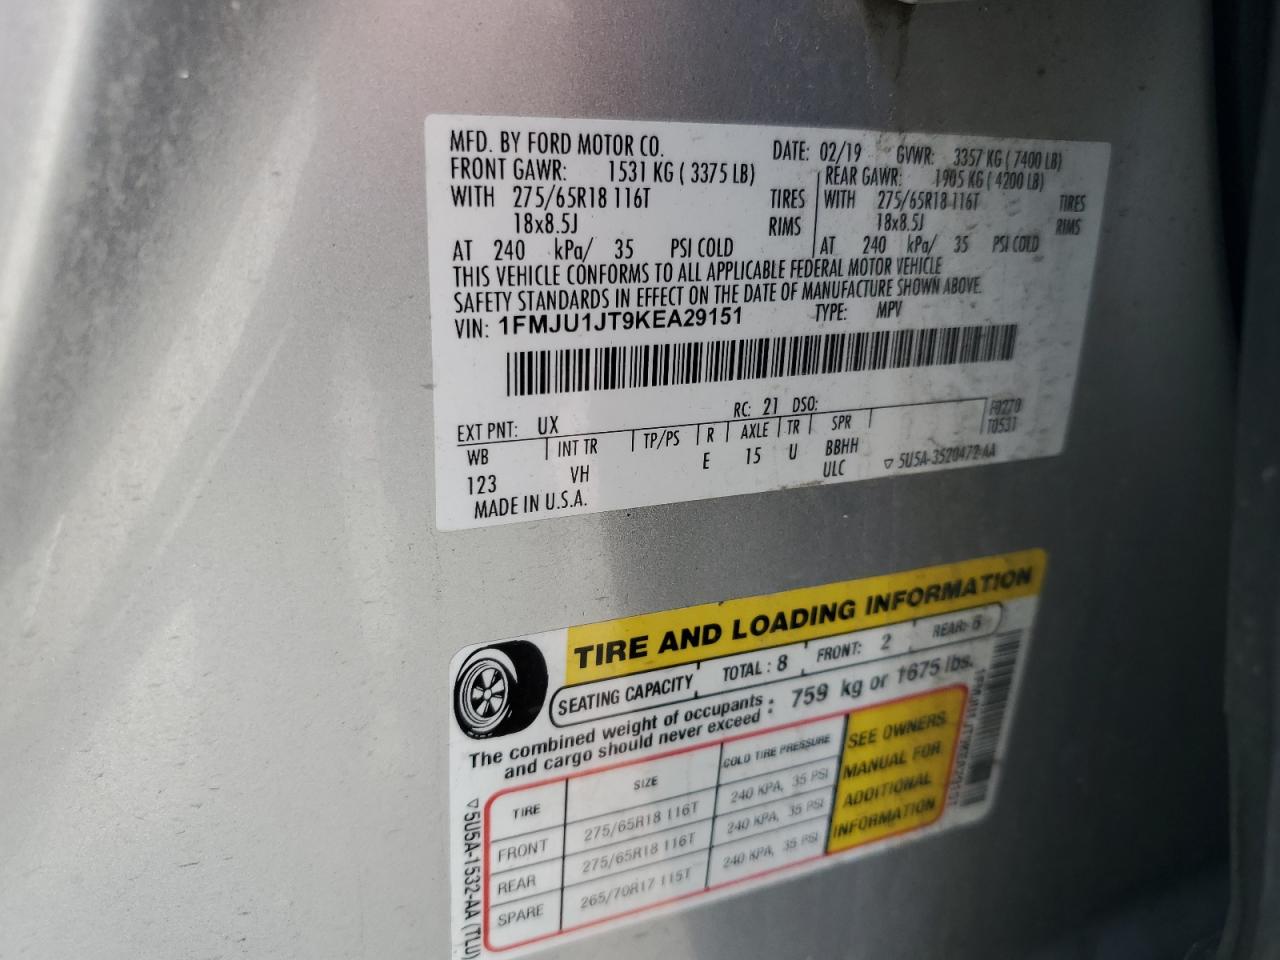 MFD. BY FORD MOTOR CO. DATE: 02/19 GVWR: 3357 KG ( 7400 LB)
FRONT GAWR: 1531 KG ( 3375 LB) REAR GAWR: 1905 KG ( 4200 LB)
WITH 275/65R18 116T TIRES WITH 275/65R18 116T TIRES
18x8.5J RIMS 18x8.5J RIMS
AT 240 kPa/ 35 PSI COLD AT 240 kPa/ 35 PSI COLD
THIS VEHICLE CONFORMS TO ALL APPLICABLE FEDERAL MOTOR VEHICLE
SAFETY STANDARDS IN EFFECT ON THE DATE OF MANUFACTURE SHOWN ABOVE.
VIN: 1FMJU1JT9KEA29151 TYPE: MPV
EXT PNT: UX RC: 21 DSO: F0270
WB INT TR TP/PS R AXLE TR SPR T0531
123 VH E 15 U BBHH
ULC ▽ 5U5A-3520472-AA
MADE IN U.S.A.
TIRE AND LOADING INFORMATION
SEATING CAPACITY TOTAL : 8 FRONT: 2 REAR: 6
The combined weight of occupants and cargo should never exceed : 759 kg or 1675 lbs.
TIRE SIZE COLD TIRE PRESSURE
FRONT 275/65R18 116T 240 KPA, 35 PSI
REAR 275/65R18 116T 240 KPA, 35 PSI
SPARE 265/70R17 115T 240 KPA, 35 PSI
SEE OWNERS
MANUAL FOR
ADDITIONAL
INFORMATION
▽5U5A-1532-AA (TLU)